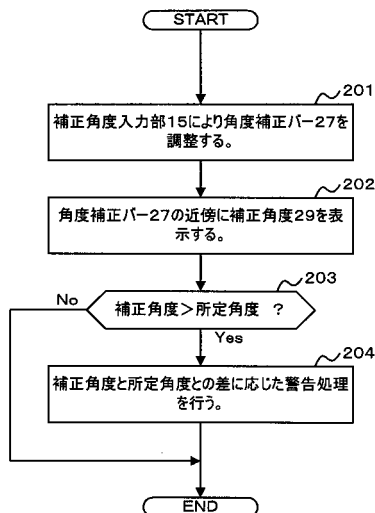 START
201
補正角度入力部15により角度補正バー27を
調整する。
202
角度補正バー27の近傍に補正角度29を表
示する。
203
No
補正角度>所定角度 ?
Yes
204
補正角度と所定角度との差に応じた警告処理
を行う。
END